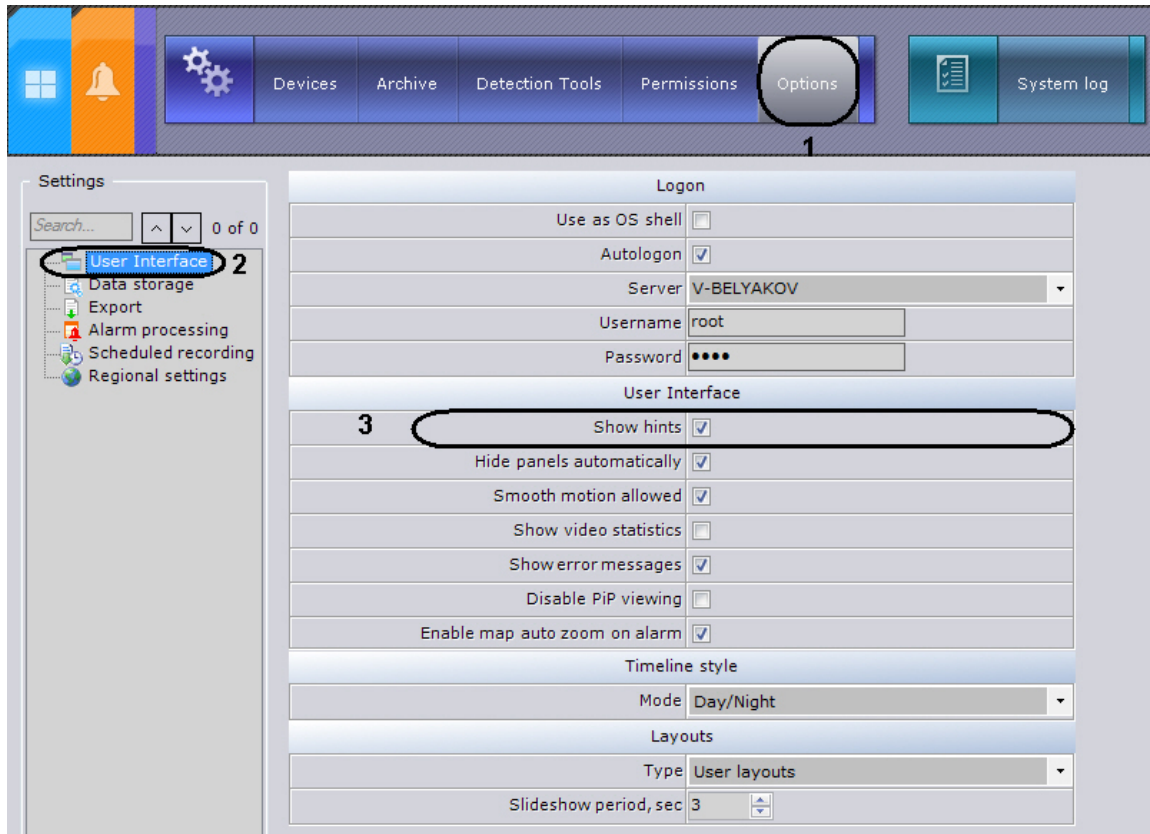 Devices Archive Detection Tools Permissions Options System log
1
Settings
Search... 0 of 0
User Interface 2
Data storage
Export
Alarm processing
Scheduled recording
Regional settings
Logon
Use as OS shell
Autologon
Server V-BELYAKOV
Username root
Password ••••
User Interface
3 Show hints
Hide panels automatically
Smooth motion allowed
Show video statistics
Show error messages
Disable PiP viewing
Enable map auto zoom on alarm
Timeline style
Mode Day/Night
Layouts
Type User layouts
Slideshow period, sec 3